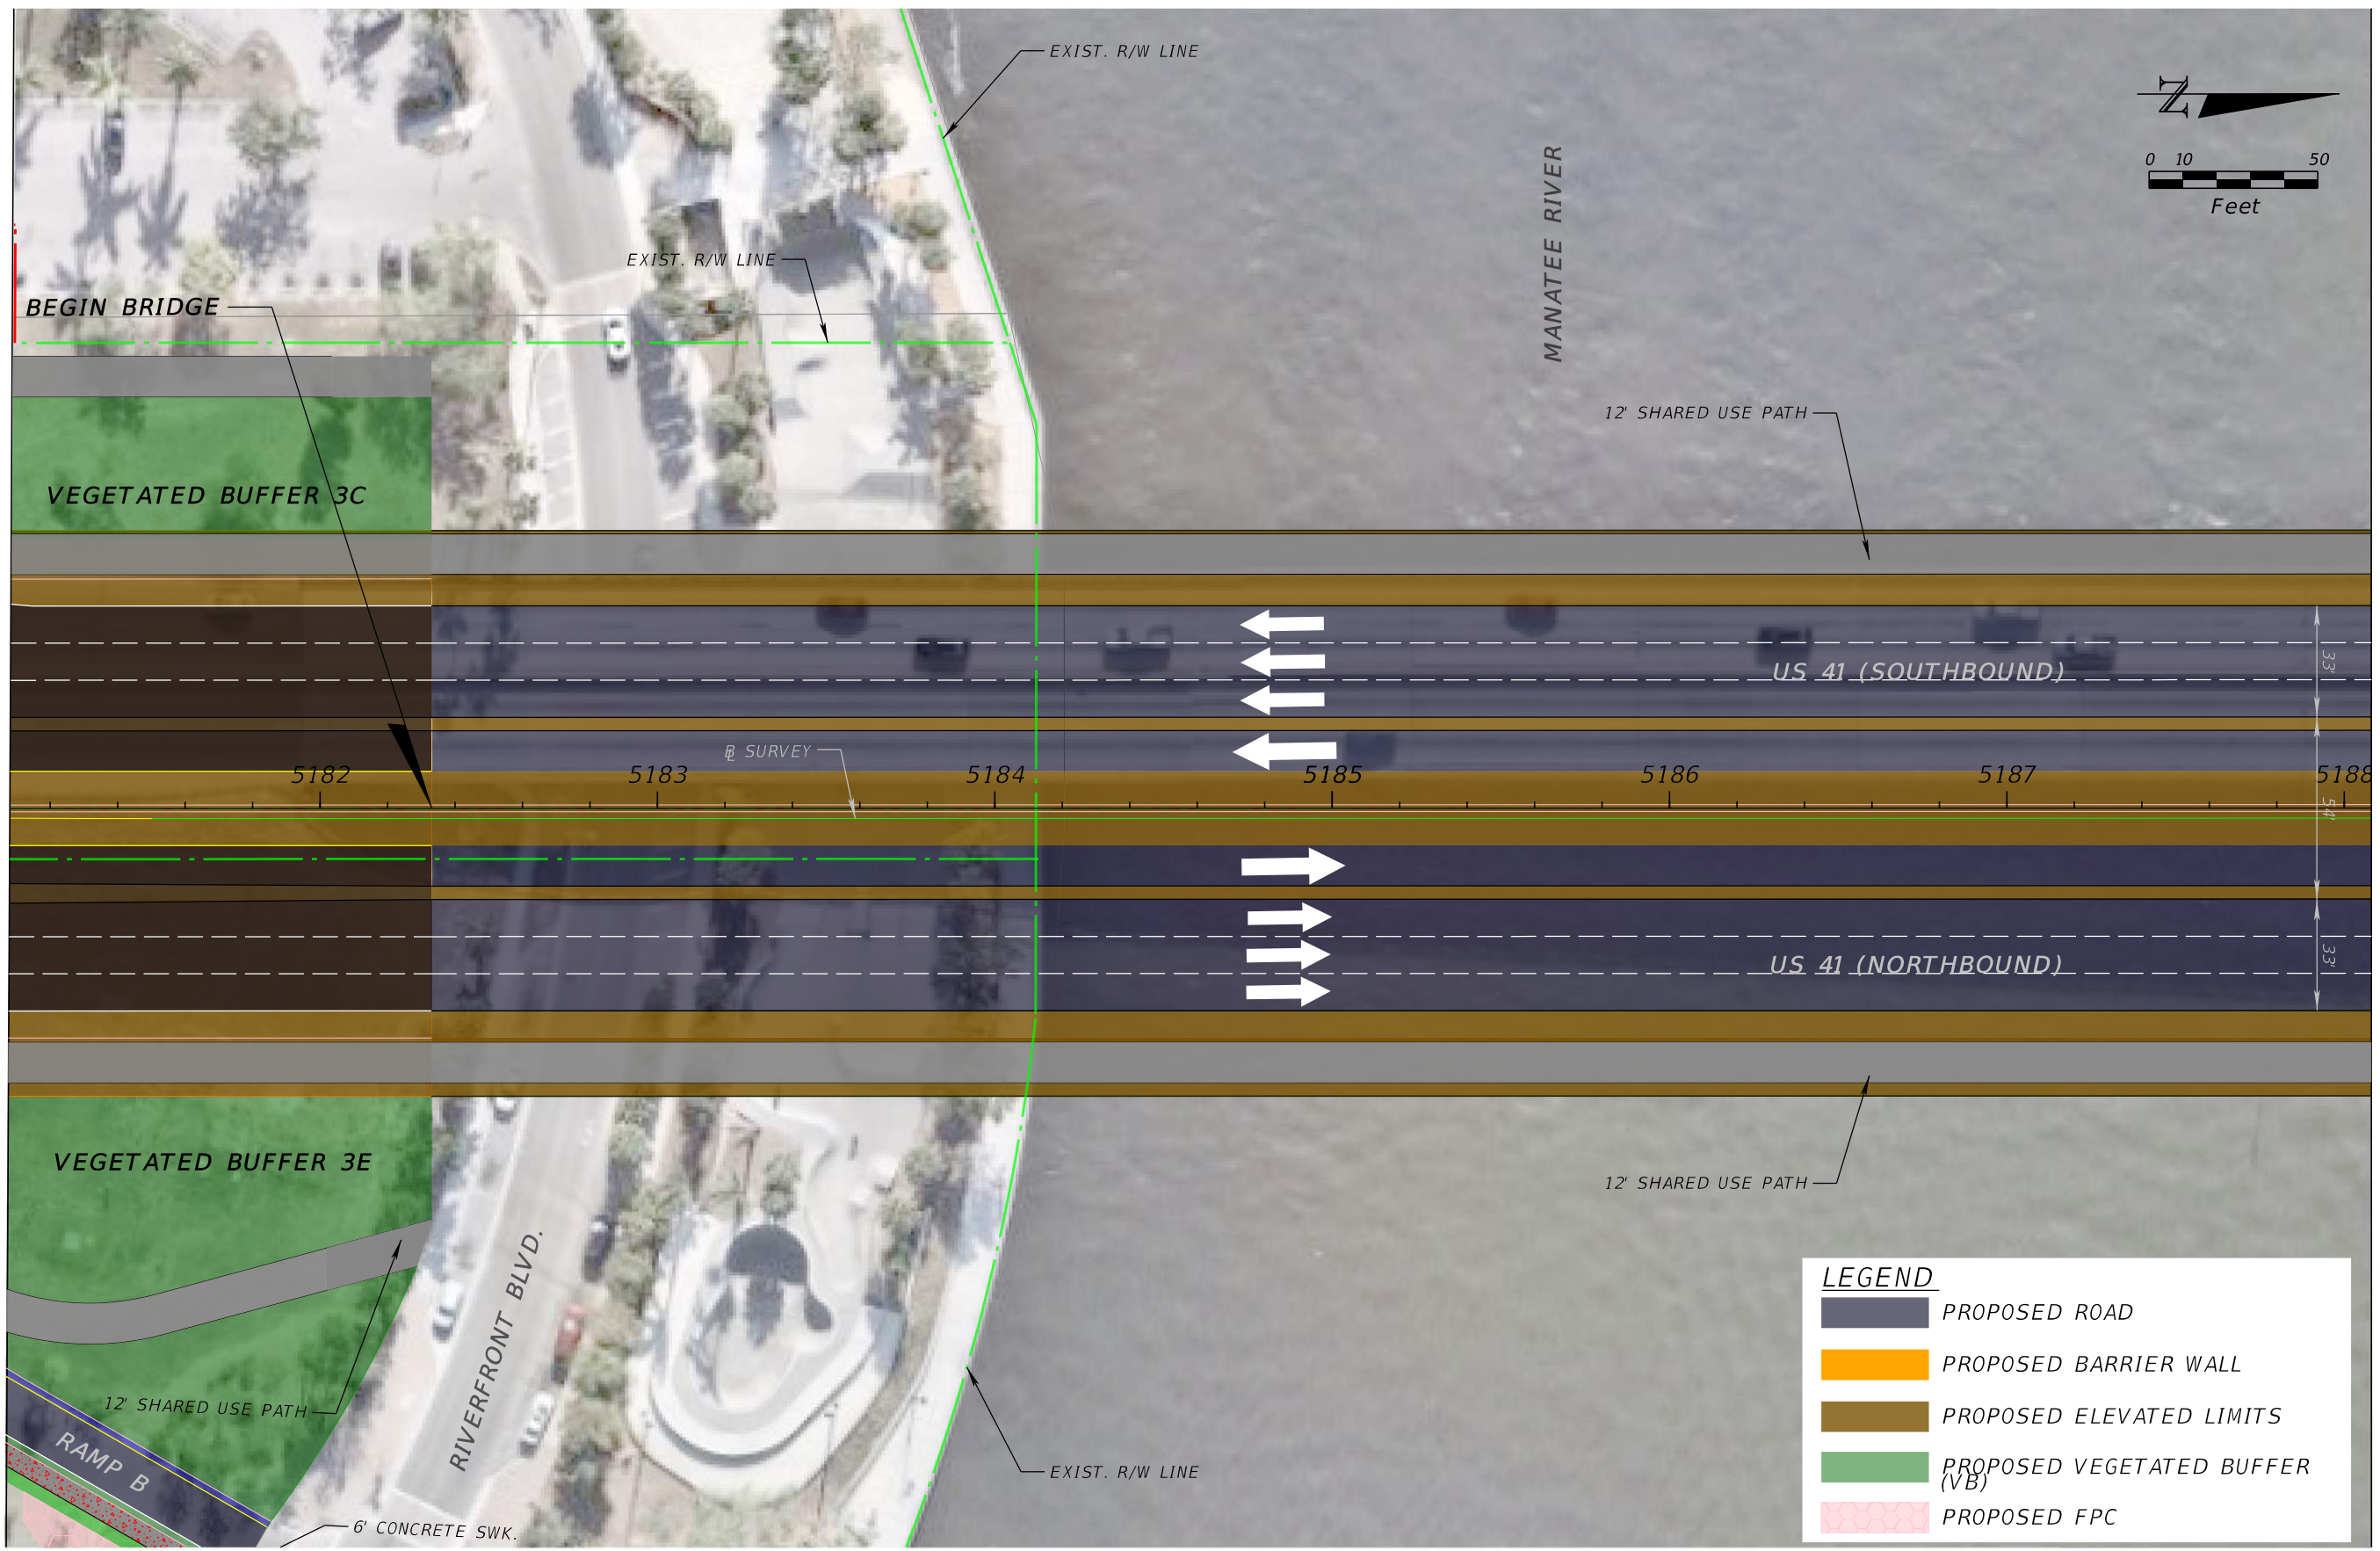 EXIST. R/W LINE
N
0 10 50
Feet
MANATEE RIVER
EXIST. R/W LINE
BEGIN BRIDGE
12' SHARED USE PATH
VEGETATED BUFFER 3C
33'
US 41 (SOUTHBOUND)
BL SURVEY
5182 5183 5184 5185 5186 5187 5188
54'
33'
US 41 (NORTHBOUND)
VEGETATED BUFFER 3E
12' SHARED USE PATH
RIVERFRONT BLVD.
12' SHARED USE PATH
RAMP B
EXIST. R/W LINE
6' CONCRETE SWK.
LEGEND
PROPOSED ROAD
PROPOSED BARRIER WALL
PROPOSED ELEVATED LIMITS
PROPOSED VEGETATED BUFFER
(VB)
PROPOSED FPC